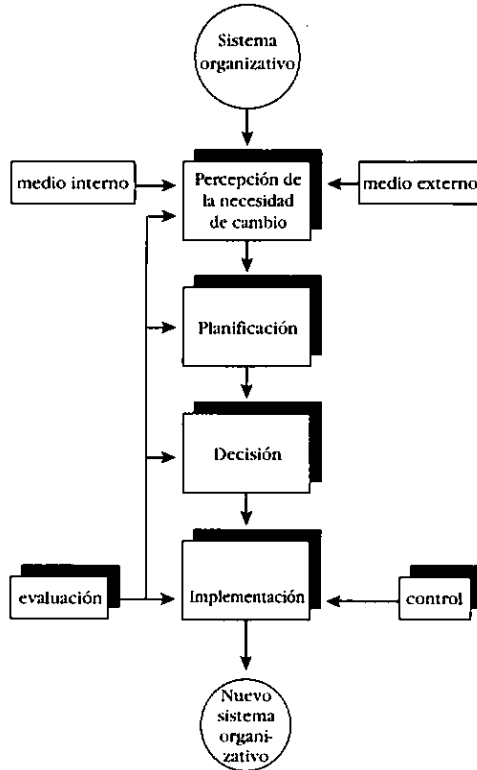 Sistema
organizativo
medio interno
Percepción de
la necesidad
de cambio
medio externo
Planificación
Decisión
evaluación
Implementación
control
Nuevo
sistema
organi-
zativo